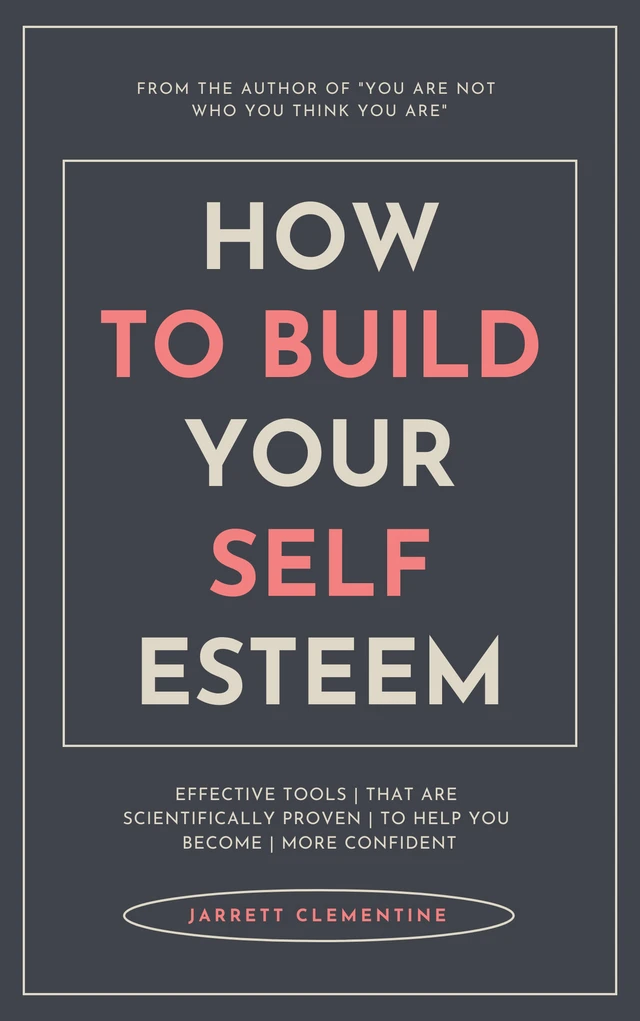 FROM THE AUTHOR OF "YOU ARE NOT
WHO YOU THINK YOU ARE"
HOW
TO BUILD
YOUR
SELF
ESTEEM
EFFECTIVE TOOLS | THAT ARE
SCIENTIFICALLY PROVEN | TO HELP YOU
BECOME | MORE CONFIDENT
JARRETT CLEMENTINE